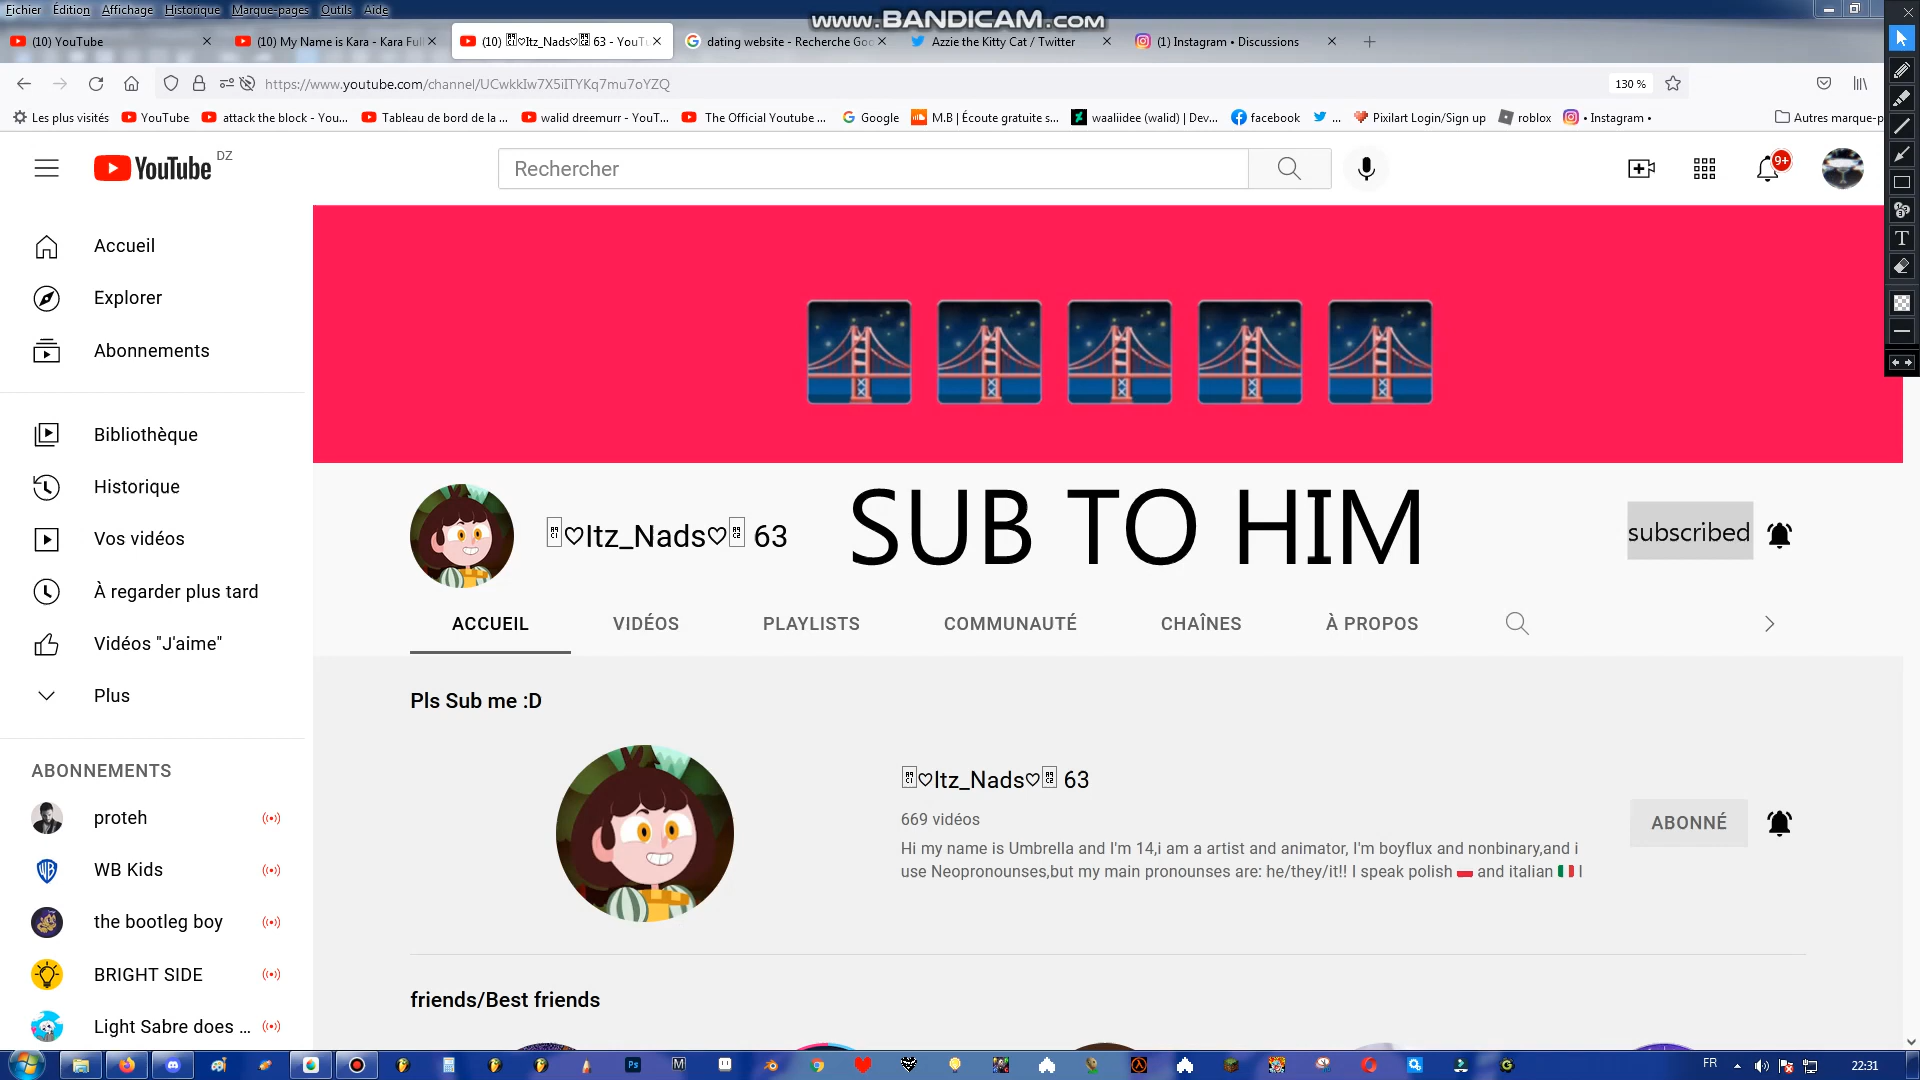 Fichier Édition Affichage Historique Marque-pages Outils Aide
www.BANDICAM.com
(10) YouTube
(10) My Name is Kara - Kara Full
(10) ♡Itz_Nads♡ 63 - YouTu
dating website - Recherche Goo
Azzie the Kitty Cat / Twitter
(1) Instagram • Discussions
https://www.youtube.com/channel/UCwkkIw7X5iITYKq7mu7oYZQ
130 %
Les plus visités
YouTube
attack the block - You...
Tableau de bord de la ...
walid dreemurr - YouT...
The Official Youtube ...
Google
M.B | Écoute gratuite s...
waaliidee (walid) | Dev...
facebook
...
Pixilart Login/Sign up
roblox
• Instagram •
Autres marque-p
YouTube DZ
Rechercher
9+
Accueil
Explorer
Abonnements
Bibliothèque
Historique
Vos vidéos
À regarder plus tard
Vidéos "J'aime"
Plus
ABONNEMENTS
proteh
WB Kids
the bootleg boy
BRIGHT SIDE
Light Sabre does ...
♡Itz_Nads♡ 63
SUB TO HIM
subscribed
ACCUEIL VIDÉOS PLAYLISTS COMMUNAUTÉ CHAÎNES À PROPOS
Pls Sub me :D
♡Itz_Nads♡ 63
669 vidéos
Hi my name is Umbrella and I'm 14,i am a artist and animator, I'm boyflux and nonbinary,and i
use Neopronounses,but my main pronounses are: he/they/it!! I speak polish 🇵🇱 and italian 🇮🇹 I
ABONNÉ
friends/Best friends
FR
22:31